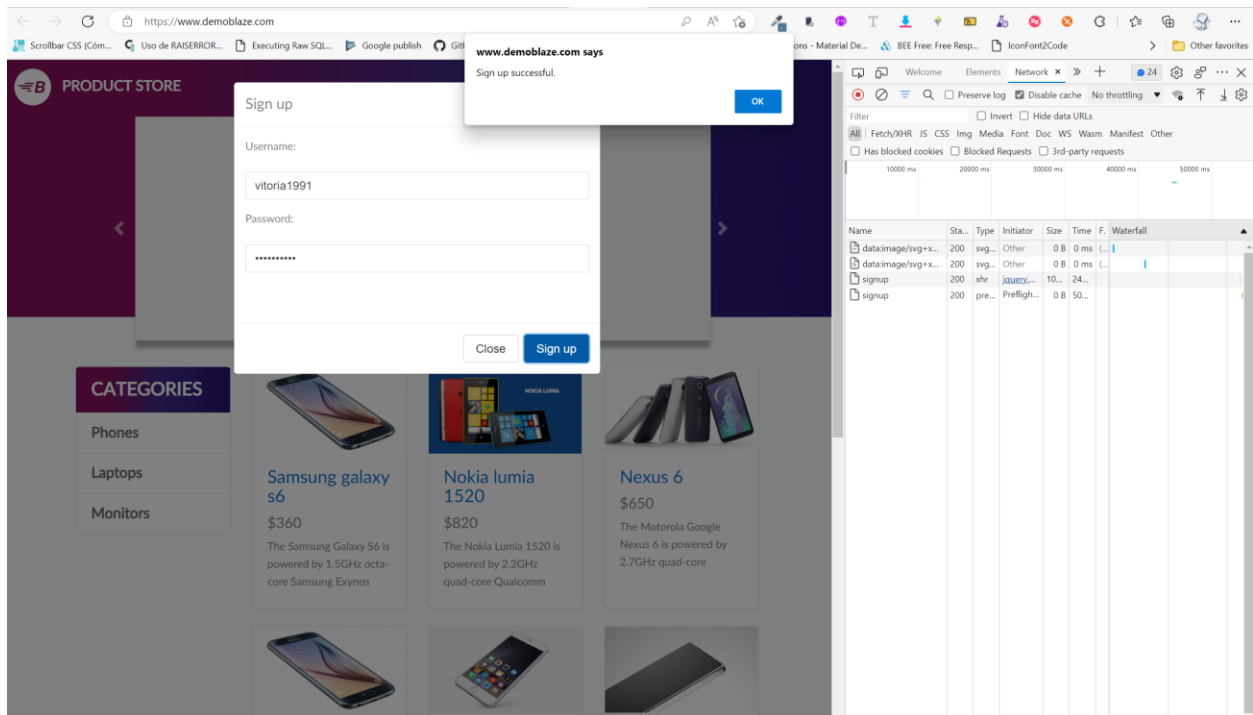 https://www.demoblaze.com
Scrollbar CSS (Cóm... Uso de RAISERROR... Executing Raw SQL... Google publish ons - Material De... BEE Free: Free Resp... IconFont2Code Other favorites
www.demoblaze.com says
Sign up successful.
OK
PRODUCT STORE
Sign up
Username:
vitoria1991
Password:
••••••••••
Close Sign up
CATEGORIES
Phones
Laptops
Monitors
NOKIA LUMIA
Samsung galaxy
s6
$360
The Samsung Galaxy S6 is
powered by 1.5GHz octa-
core Samsung Exynos
Nokia lumia
1520
$820
The Nokia Lumia 1520 is
powered by 2.2GHz
quad-core Qualcomm
Nexus 6
$650
The Motorola Google
Nexus 6 is powered by
2.7GHz quad-core
Welcome Elements Network 24
Preserve log Disable cache No throttling
Filter Invert Hide data URLs
All Fetch/XHR JS CSS Img Media Font Doc WS Wasm Manifest Other
Has blocked cookies Blocked Requests 3rd-party requests
10000 ms 20000 ms 30000 ms 40000 ms 50000 ms
Name Sta... Type Initiator Size Time F. Waterfall
data:image/svg+x... 200 svg... Other 0 B 0 ms (...
data:image/svg+x... 200 svg... Other 0 B 0 ms (...
signup 200 xhr jquery.... 10... 24...
signup 200 pre... Prefligh... 0 B 50...